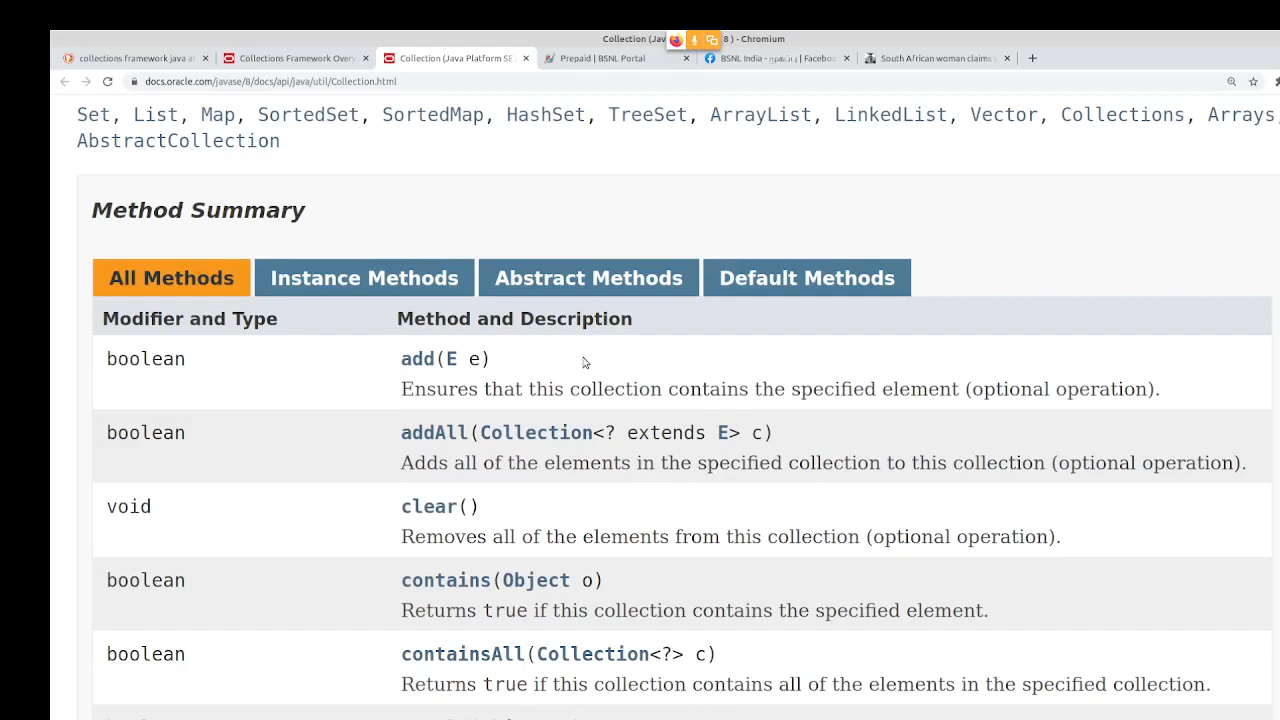 Collection (Jav 8 ) - Chromium
collections framework java a
Collections Framework Over
Collection (Java Platform SE
Prepaid | BSNL Portal
BSNL India - முகப்பு | Faceboo
South African woman claims t
docs.oracle.com/javase/8/docs/api/java/util/Collection.html
Set, List, Map, SortedSet, SortedMap, HashSet, TreeSet, ArrayList, LinkedList, Vector, Collections, Arrays,
AbstractCollection
Method Summary
All Methods Instance Methods Abstract Methods Default Methods
Modifier and Type Method and Description
boolean add(E e)
Ensures that this collection contains the specified element (optional operation).
boolean addAll(Collection<? extends E> c)
Adds all of the elements in the specified collection to this collection (optional operation).
void clear()
Removes all of the elements from this collection (optional operation).
boolean contains(Object o)
Returns true if this collection contains the specified element.
boolean containsAll(Collection<?> c)
Returns true if this collection contains all of the elements in the specified collection.